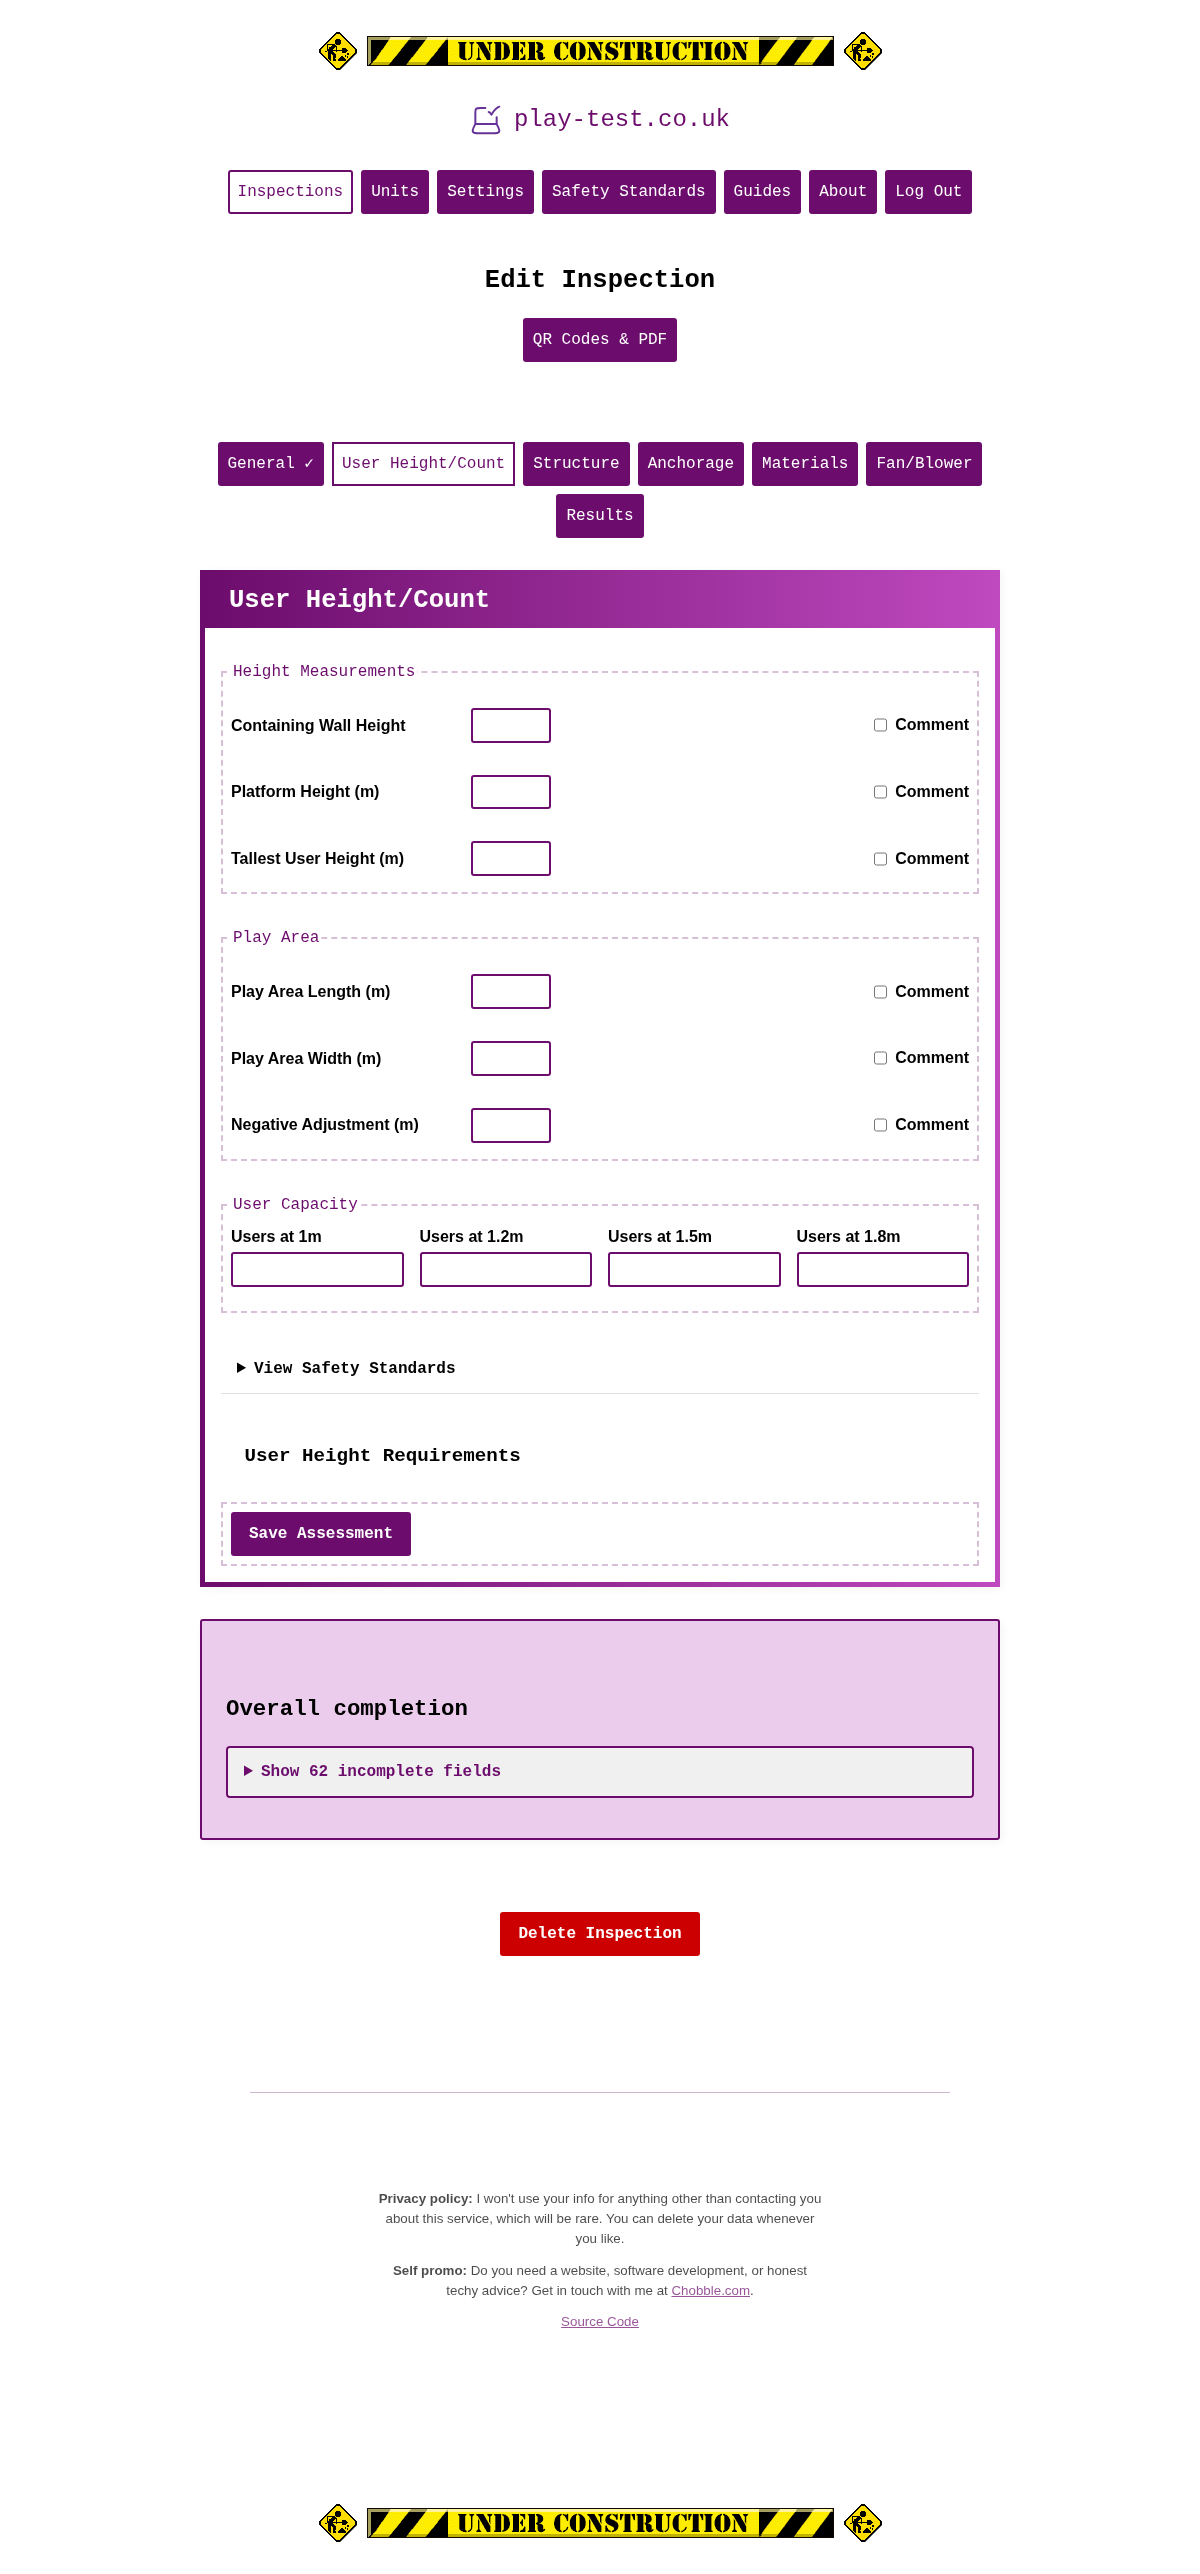 UNDER CONSTRUCTION
play-test.co.uk
Inspections Units Settings Safety Standards Guides About Log Out
Edit Inspection
QR Codes & PDF
General ✓ User Height/Count Structure Anchorage Materials Fan/Blower
Results
User Height/Count
Height Measurements
Containing Wall Height Comment
Platform Height (m) Comment
Tallest User Height (m) Comment
Play Area
Play Area Length (m) Comment
Play Area Width (m) Comment
Negative Adjustment (m) Comment
User Capacity
Users at 1m Users at 1.2m Users at 1.5m Users at 1.8m
View Safety Standards
User Height Requirements
Save Assessment
Overall completion
Show 62 incomplete fields
Delete Inspection
Privacy policy: I won't use your info for anything other than contacting you
about this service, which will be rare. You can delete your data whenever
you like.
Self promo: Do you need a website, software development, or honest
techy advice? Get in touch with me at Chobble.com.
Source Code
UNDER CONSTRUCTION